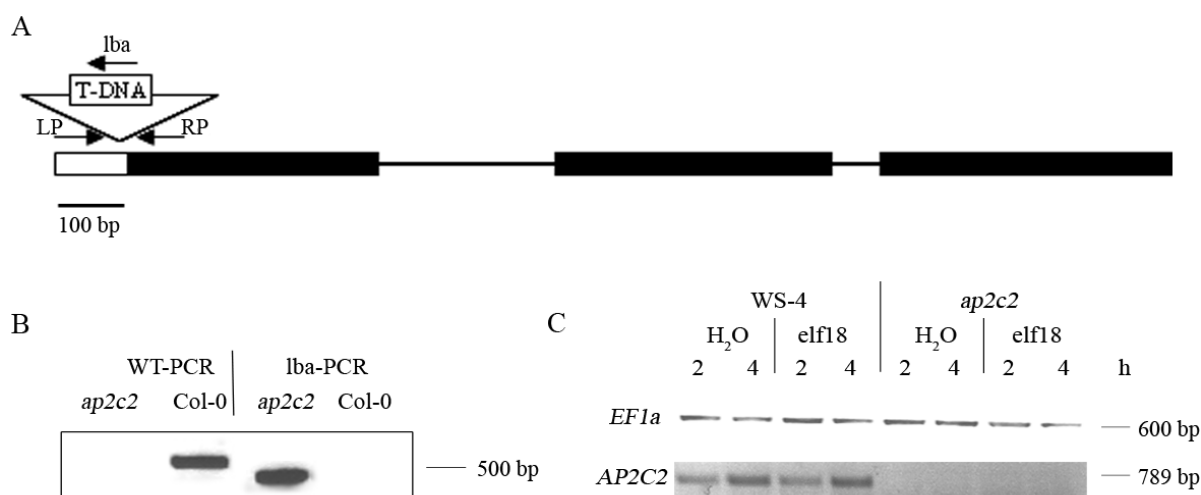 A
lba
T-DNA
LP RP
100 bp
B
WT-PCR lba-PCR
ap2c2 Col-0 ap2c2 Col-0
500 bp
C
WS-4 ap2c2
H₂O elf18 H₂O elf18
2 4 2 4 2 4 2 4 h
EF1a 600 bp
AP2C2 789 bp